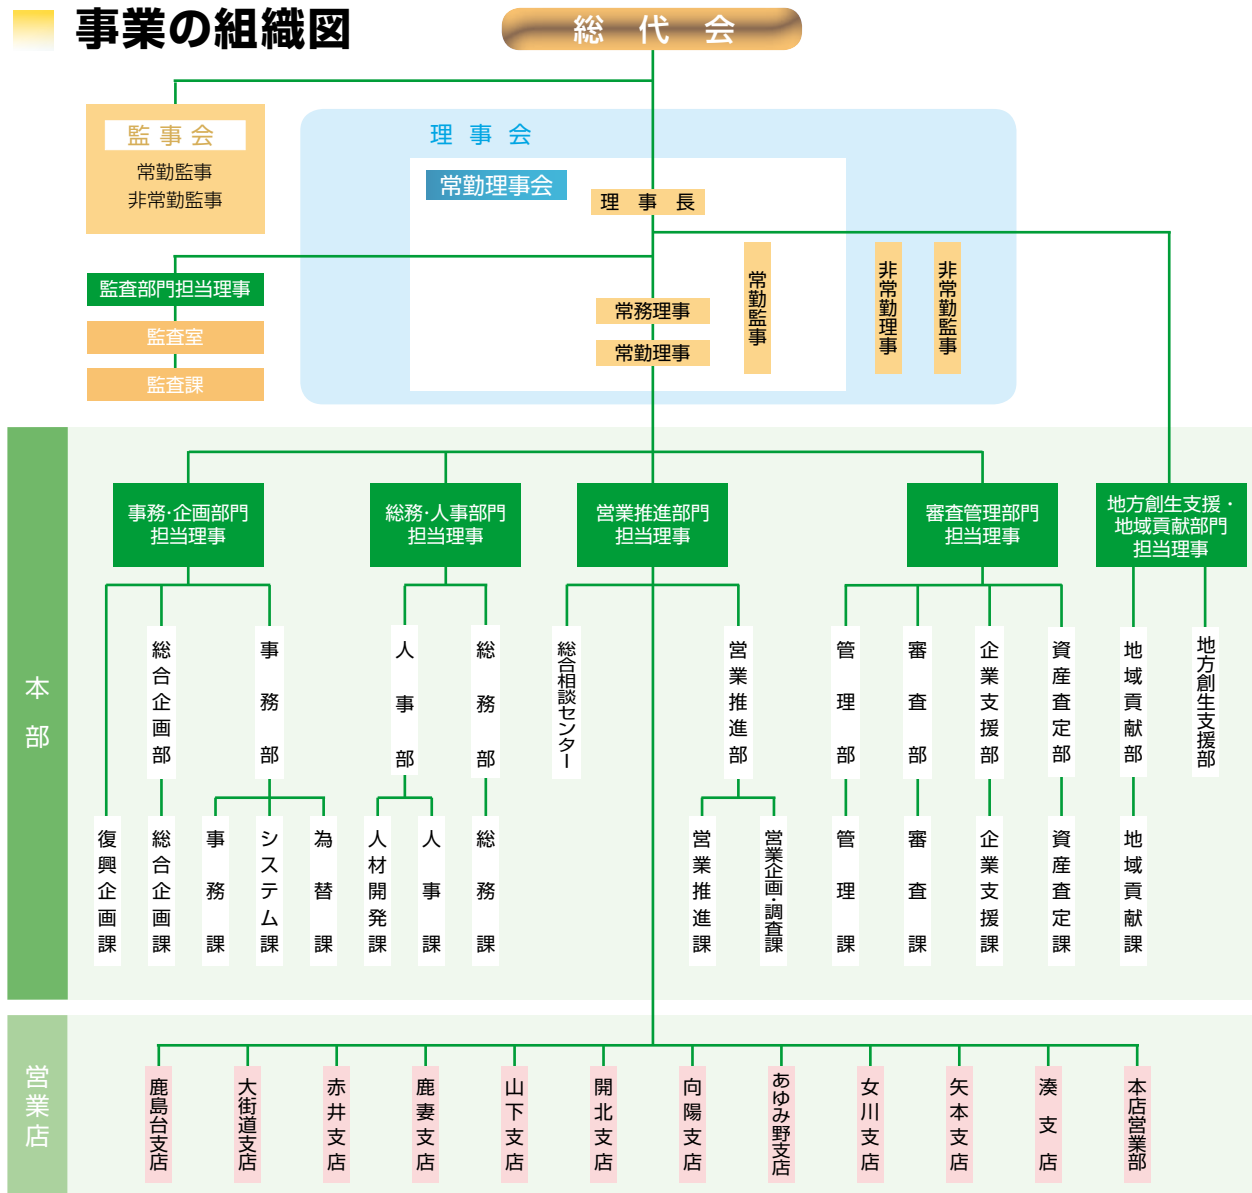 事業の組織図
総代会
監事会
常勤監事
非常勤監事
理事会
常勤理事会
理事長
常務理事
常勤理事
常勤監事
非常勤理事
非常勤監事
監査部門担当理事
監査室
監査課
本部
事務・企画部門
担当理事
総務・人事部門
担当理事
営業推進部門
担当理事
審査管理部門
担当理事
地方創生支援・
地域貢献部門
担当理事
総合企画部
事務部
人事部
総務部
総合相談センター
営業推進部
管理部
審査部
企業支援部
資産査定部
地域貢献部
地方創生支援部
復興企画課
総合企画課
事務課
システム課
為替課
人材開発課
人事課
総務課
営業推進課
営業企画・調査課
管理課
審査課
企業支援課
資産査定課
地域貢献課
営業店
鹿島台支店
大街道支店
赤井支店
鹿妻支店
山下支店
開北支店
向陽支店
あゆみ野支店
女川支店
矢本支店
湊支店
本店営業部